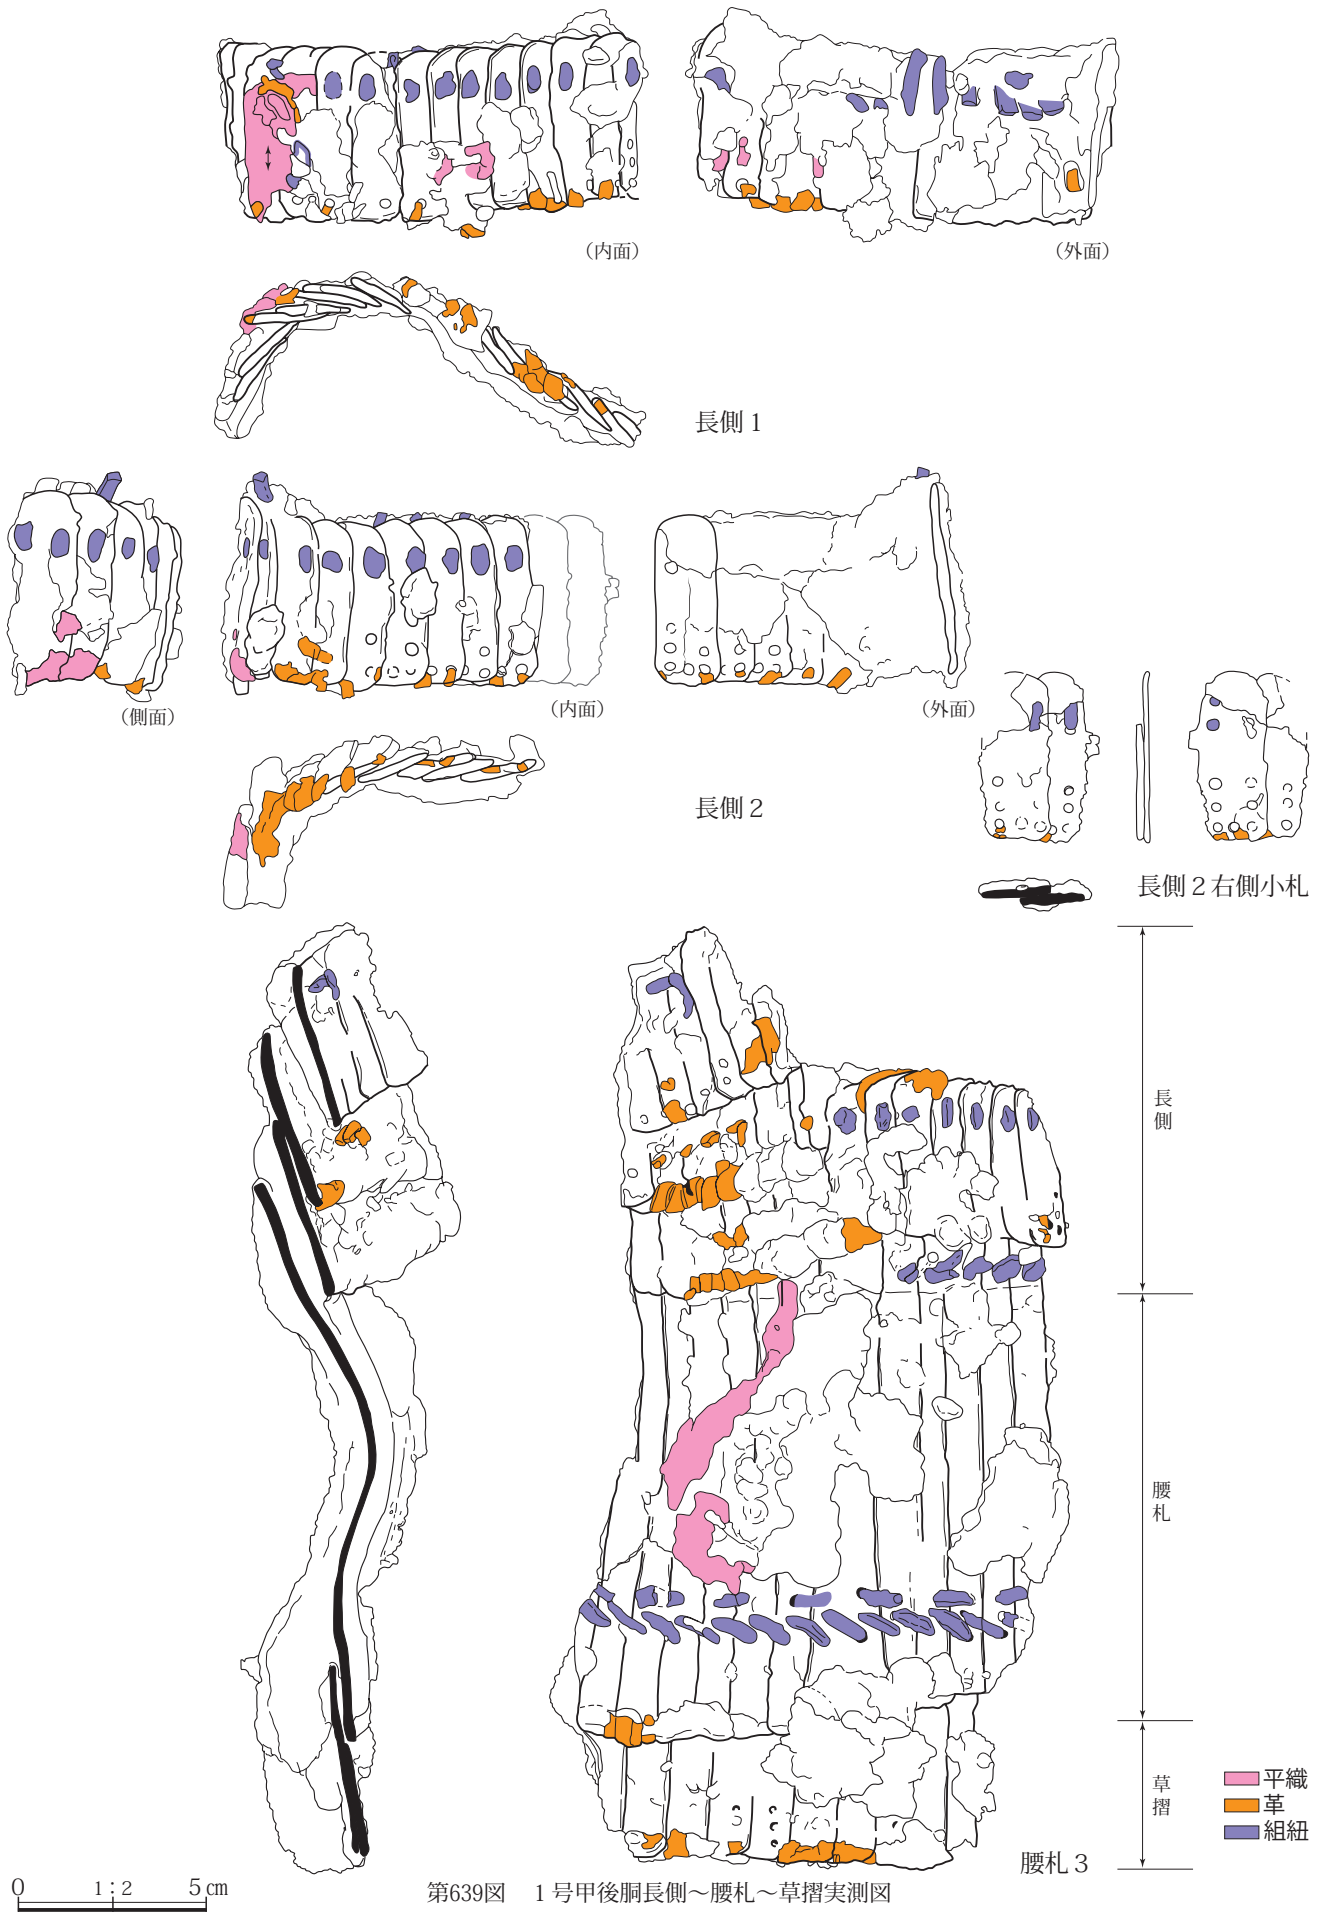 （内面）
（外面）
長側 1
（側面）
（内面）
（外面）
長側 2
長側 2 右側小札
長側
腰札
草摺
平織
革
組紐
腰札 3
0 1:2 5㎝
第639図 1号甲後胴長側～腰札～草摺実測図